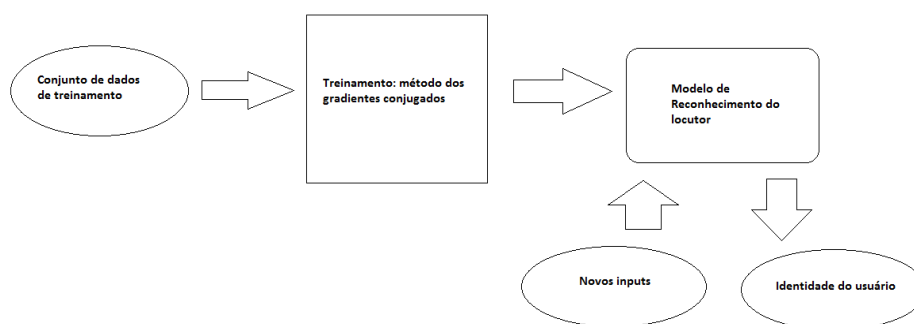 Conjunto de dados
de treinamento
Treinamento: método dos
gradientes conjugados
Modelo de
Reconhecimento do
locutor
Novos inputs
Identidade do usuário